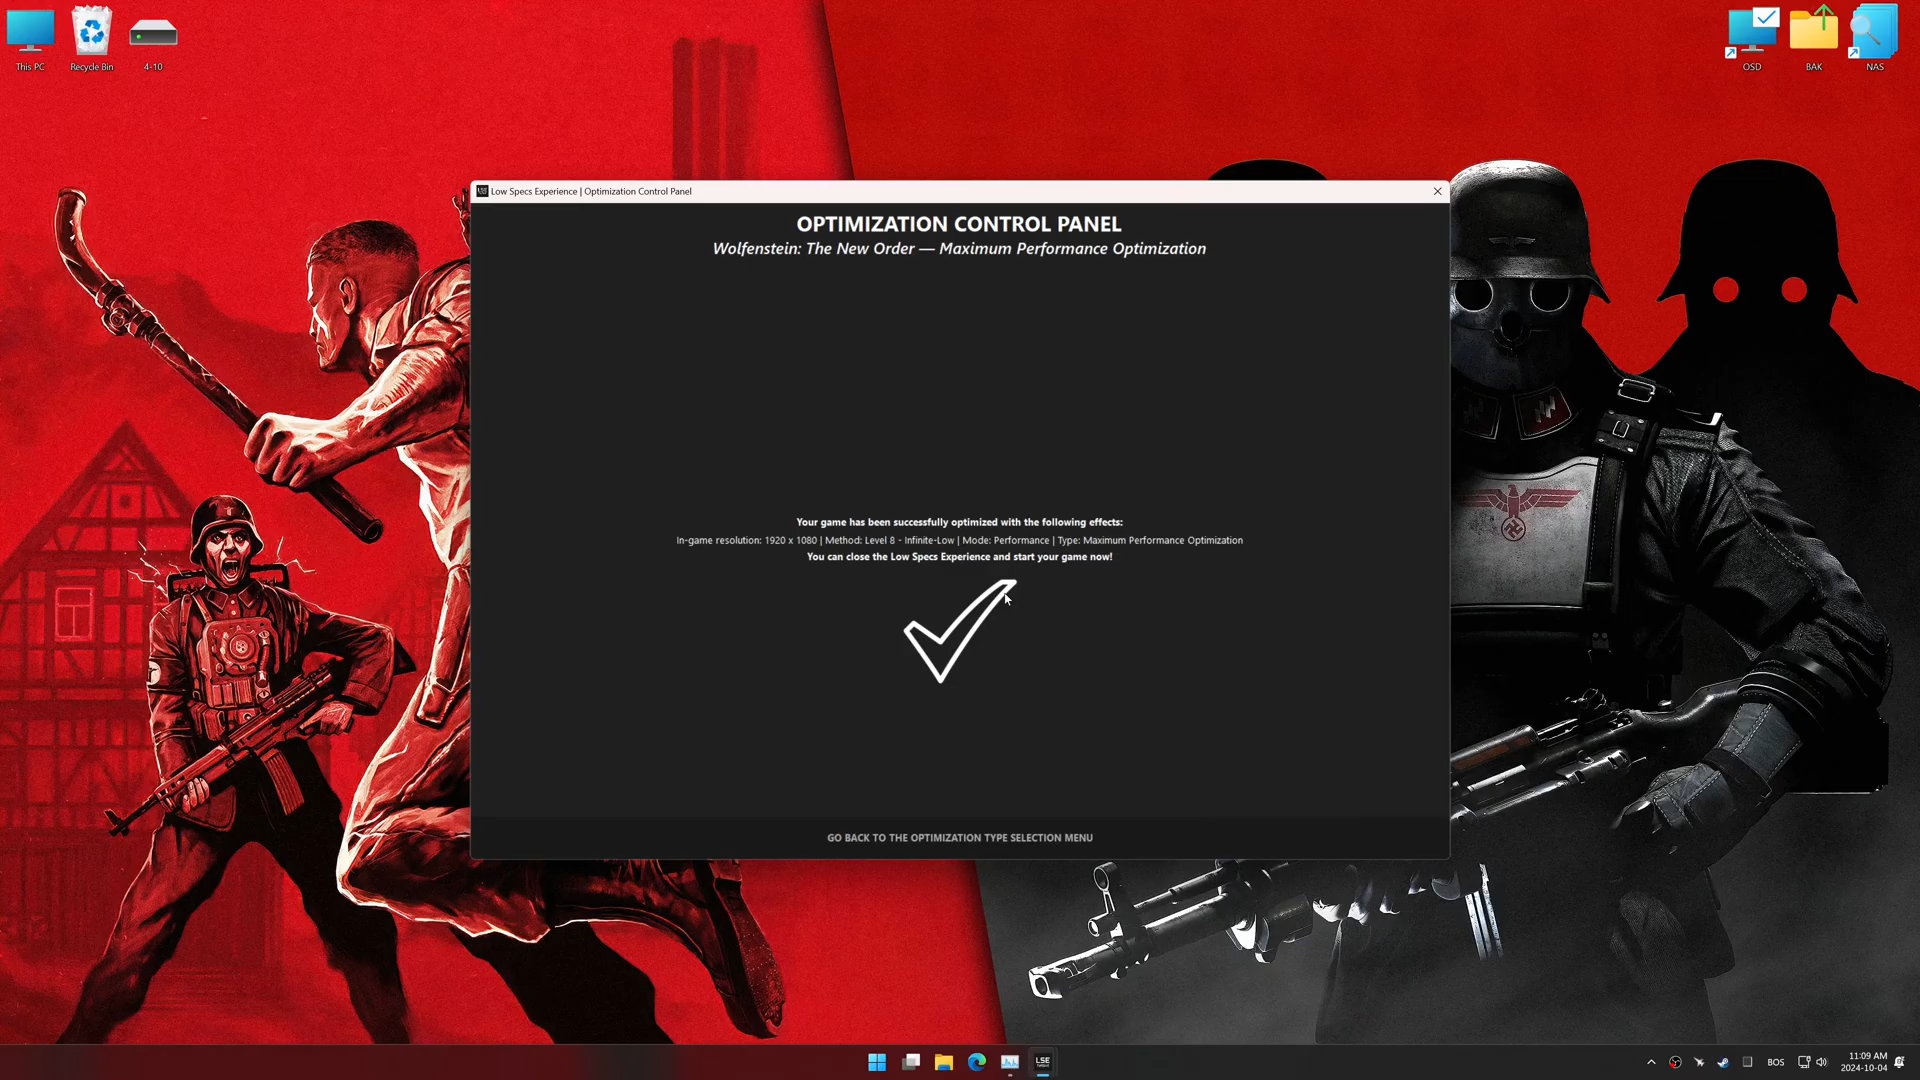 This PC
Recycle Bin
4-10
OSD
BAK
NAS
Low Specs Experience | Optimization Control Panel
OPTIMIZATION CONTROL PANEL
Wolfenstein: The New Order — Maximum Performance Optimization
Your game has been successfully optimized with the following effects:
In-game resolution: 1920 x 1080 | Method: Level 8 - Infinite-Low | Mode: Performance | Type: Maximum Performance Optimization
You can close the Low Specs Experience and start your game now!
GO BACK TO THE OPTIMIZATION TYPE SELECTION MENU
LSE
BOS
11:09 AM
2024-10-04